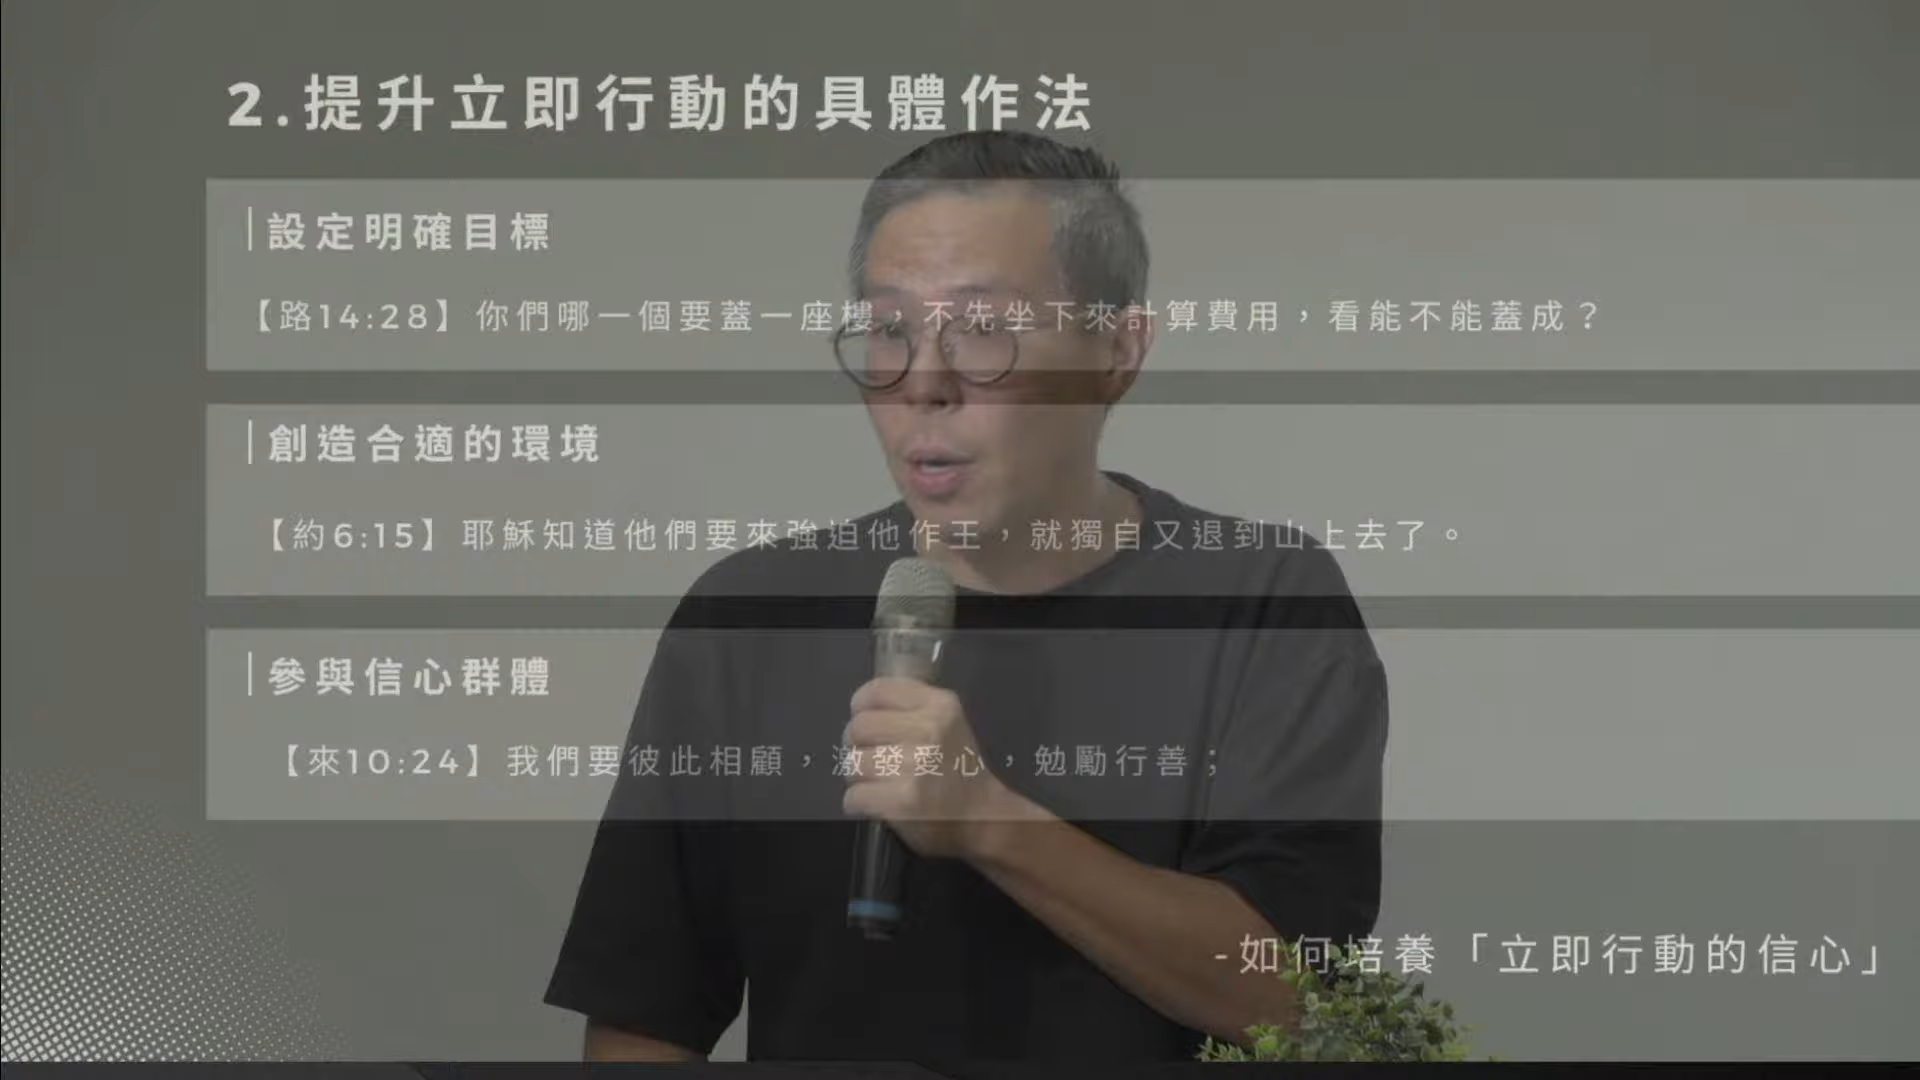 2.提升立即行動的具體作法
|設定明確目標
【路14:28】你們哪一個要蓋一座樓，不先坐下來計算費用，看能不能蓋成？
|創造合適的環境
【約6:15】耶穌知道他們要來強迫他作王，就獨自又退到山上去了。
|參與信心群體
【來10:24】我們要彼此相顧，激發愛心，勉勵行善；
-如何培養「立即行動的信心」